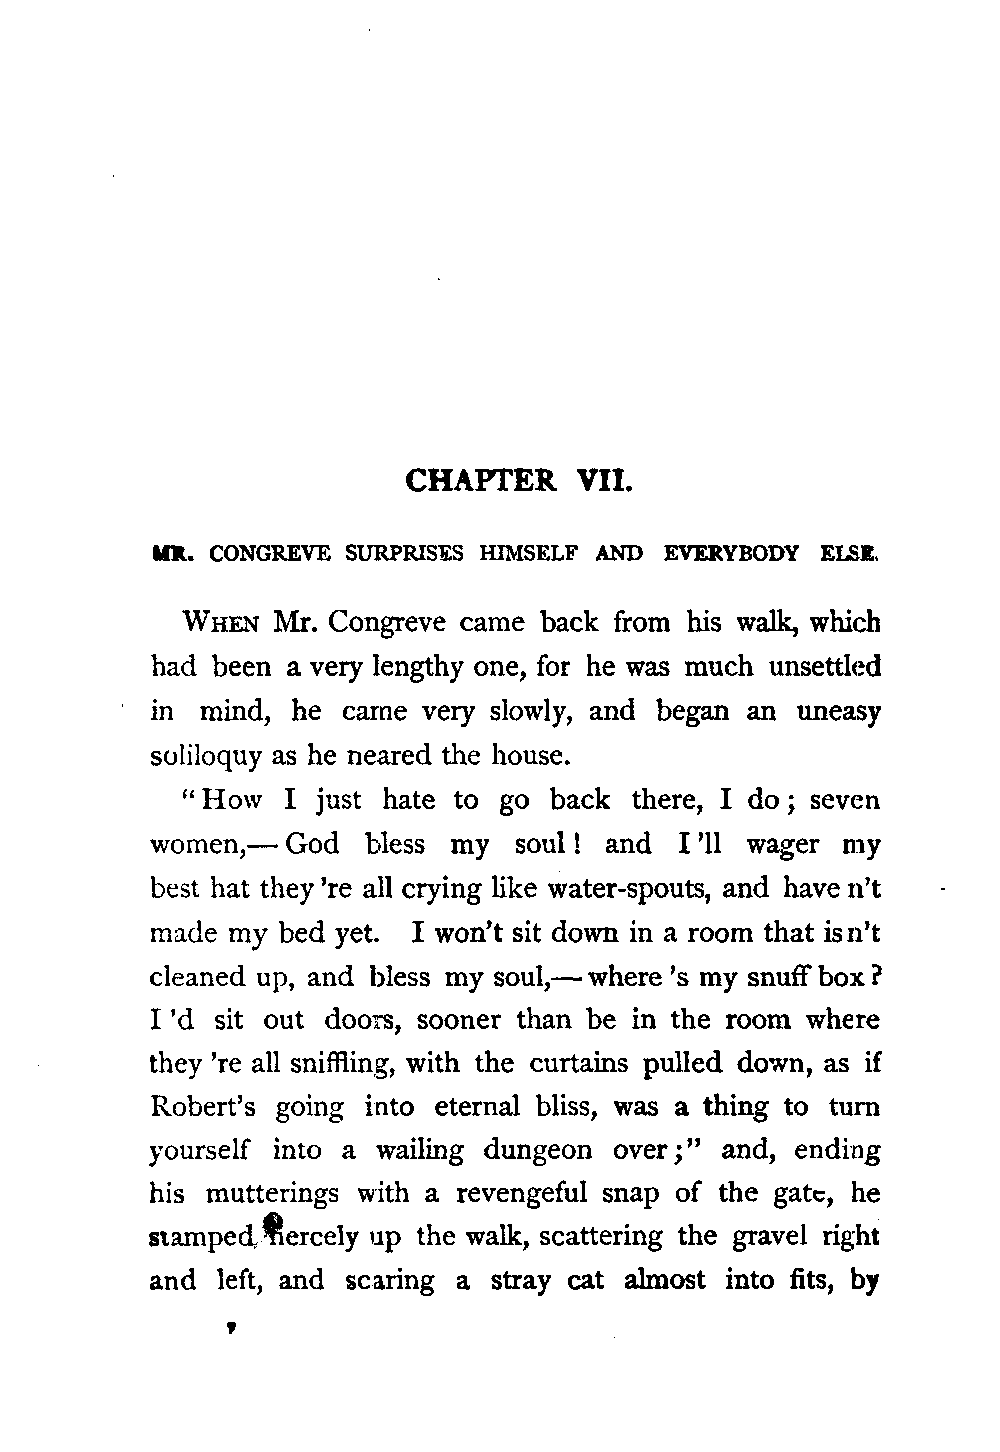 CHAPTER VII.
MR. CONGREVE SURPRISES HIMSELF AND EVERYBODY ELSE.
WHEN Mr. Congreve came back from his walk, which
had been a very lengthy one, for he was much unsettled
in mind, he came very slowly, and began an uneasy
soliloquy as he neared the house.
"How I just hate to go back there, I do; seven
women,— God bless my soul! and I'll wager my
best hat they're all crying like water-spouts, and haven't
made my bed yet. I won't sit down in a room that isn't
cleaned up, and bless my soul,— where's my snuff box?
I'd sit out doors, sooner than be in the room where
they're all sniffling, with the curtains pulled down, as if
Robert's going into eternal bliss, was a thing to turn
yourself into a wailing dungeon over;" and, ending
his mutterings with a revengeful snap of the gate, he
stamped fiercely up the walk, scattering the gravel right
and left, and scaring a stray cat almost into fits, by